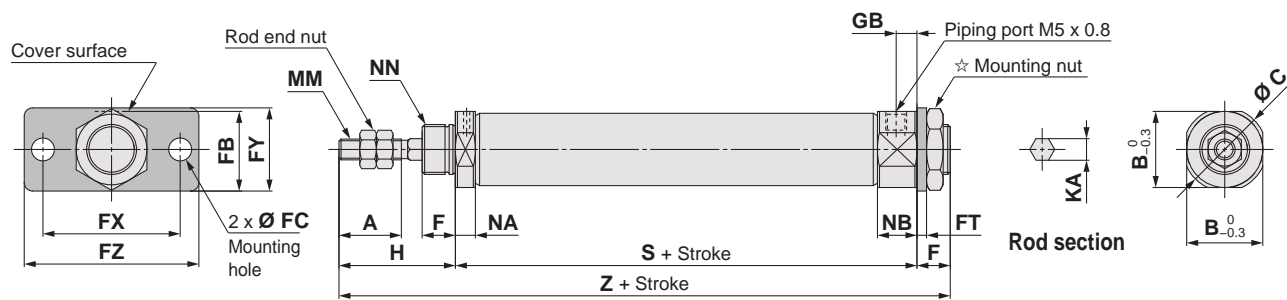 Cover surface
FB
FY
FX
FZ
2 x Ø FC
Mounting
hole
Rod end nut
MM
NN
GB
Piping port M5 x 0.8
☆ Mounting nut
A
F
NA
NB
FT
H
S + Stroke
F
Z + Stroke
KA
Rod section
Ø C
B 0 −0.3
B 0 −0.3